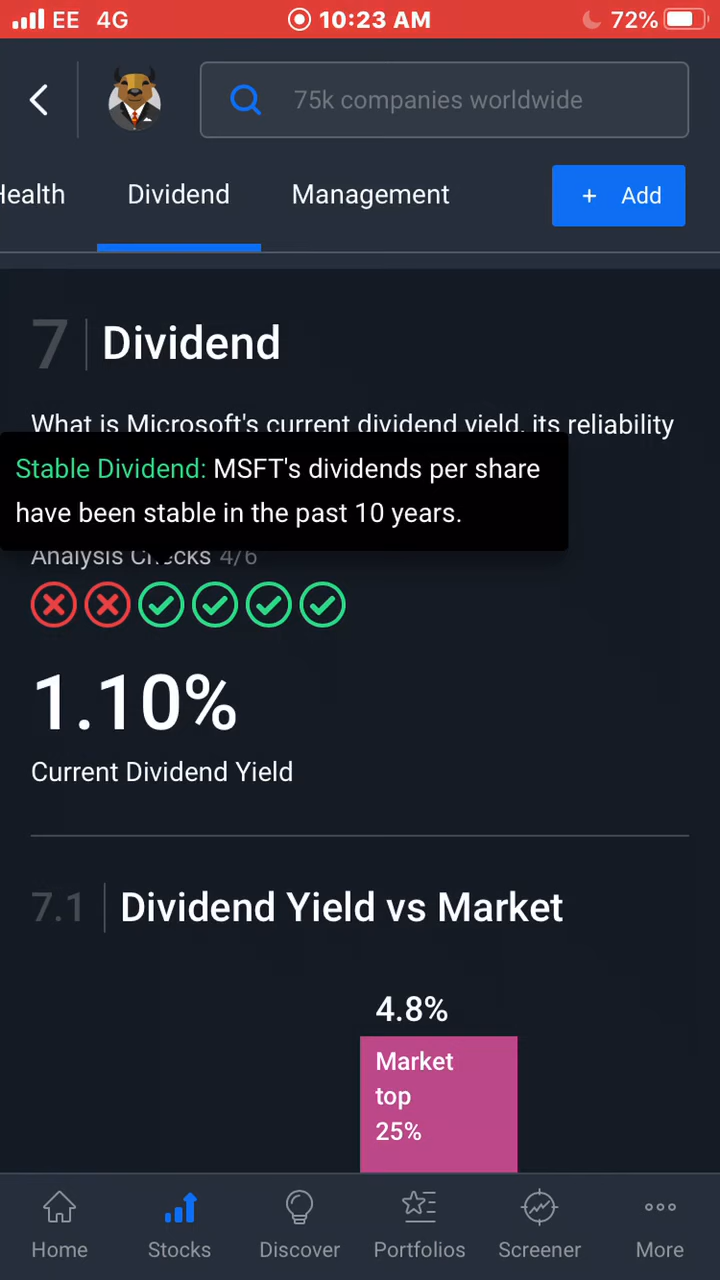 EE 4G 10:23 AM 72%
75k companies worldwide
Health Dividend Management + Add
7 Dividend
What is Microsoft's current dividend yield, its reliability
Stable Dividend: MSFT's dividends per share
have been stable in the past 10 years.
Analysis Checks 4/6
1.10%
Current Dividend Yield
7.1 Dividend Yield vs Market
4.8%
Market
top
25%
Home Stocks Discover Portfolios Screener More